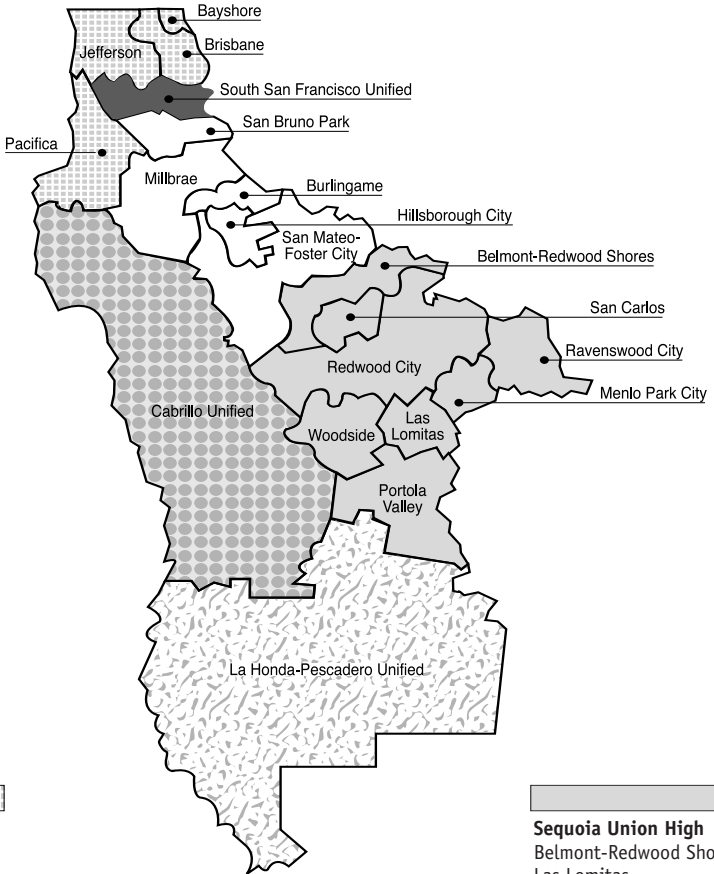 Bayshore
Jefferson
Brisbane
South San Francisco Unified
San Bruno Park
Pacifica
Millbrae
Burlingame
Hillsborough City
San Mateo-
Foster City
Belmont-Redwood Shores
San Carlos
Ravenswood City
Redwood City
Menlo Park City
Cabrillo Unified
Woodside
Las
Lomitas
Portola
Valley
La Honda-Pescadero Unified
Sequoia Union High
Belmont-Redwood Sho